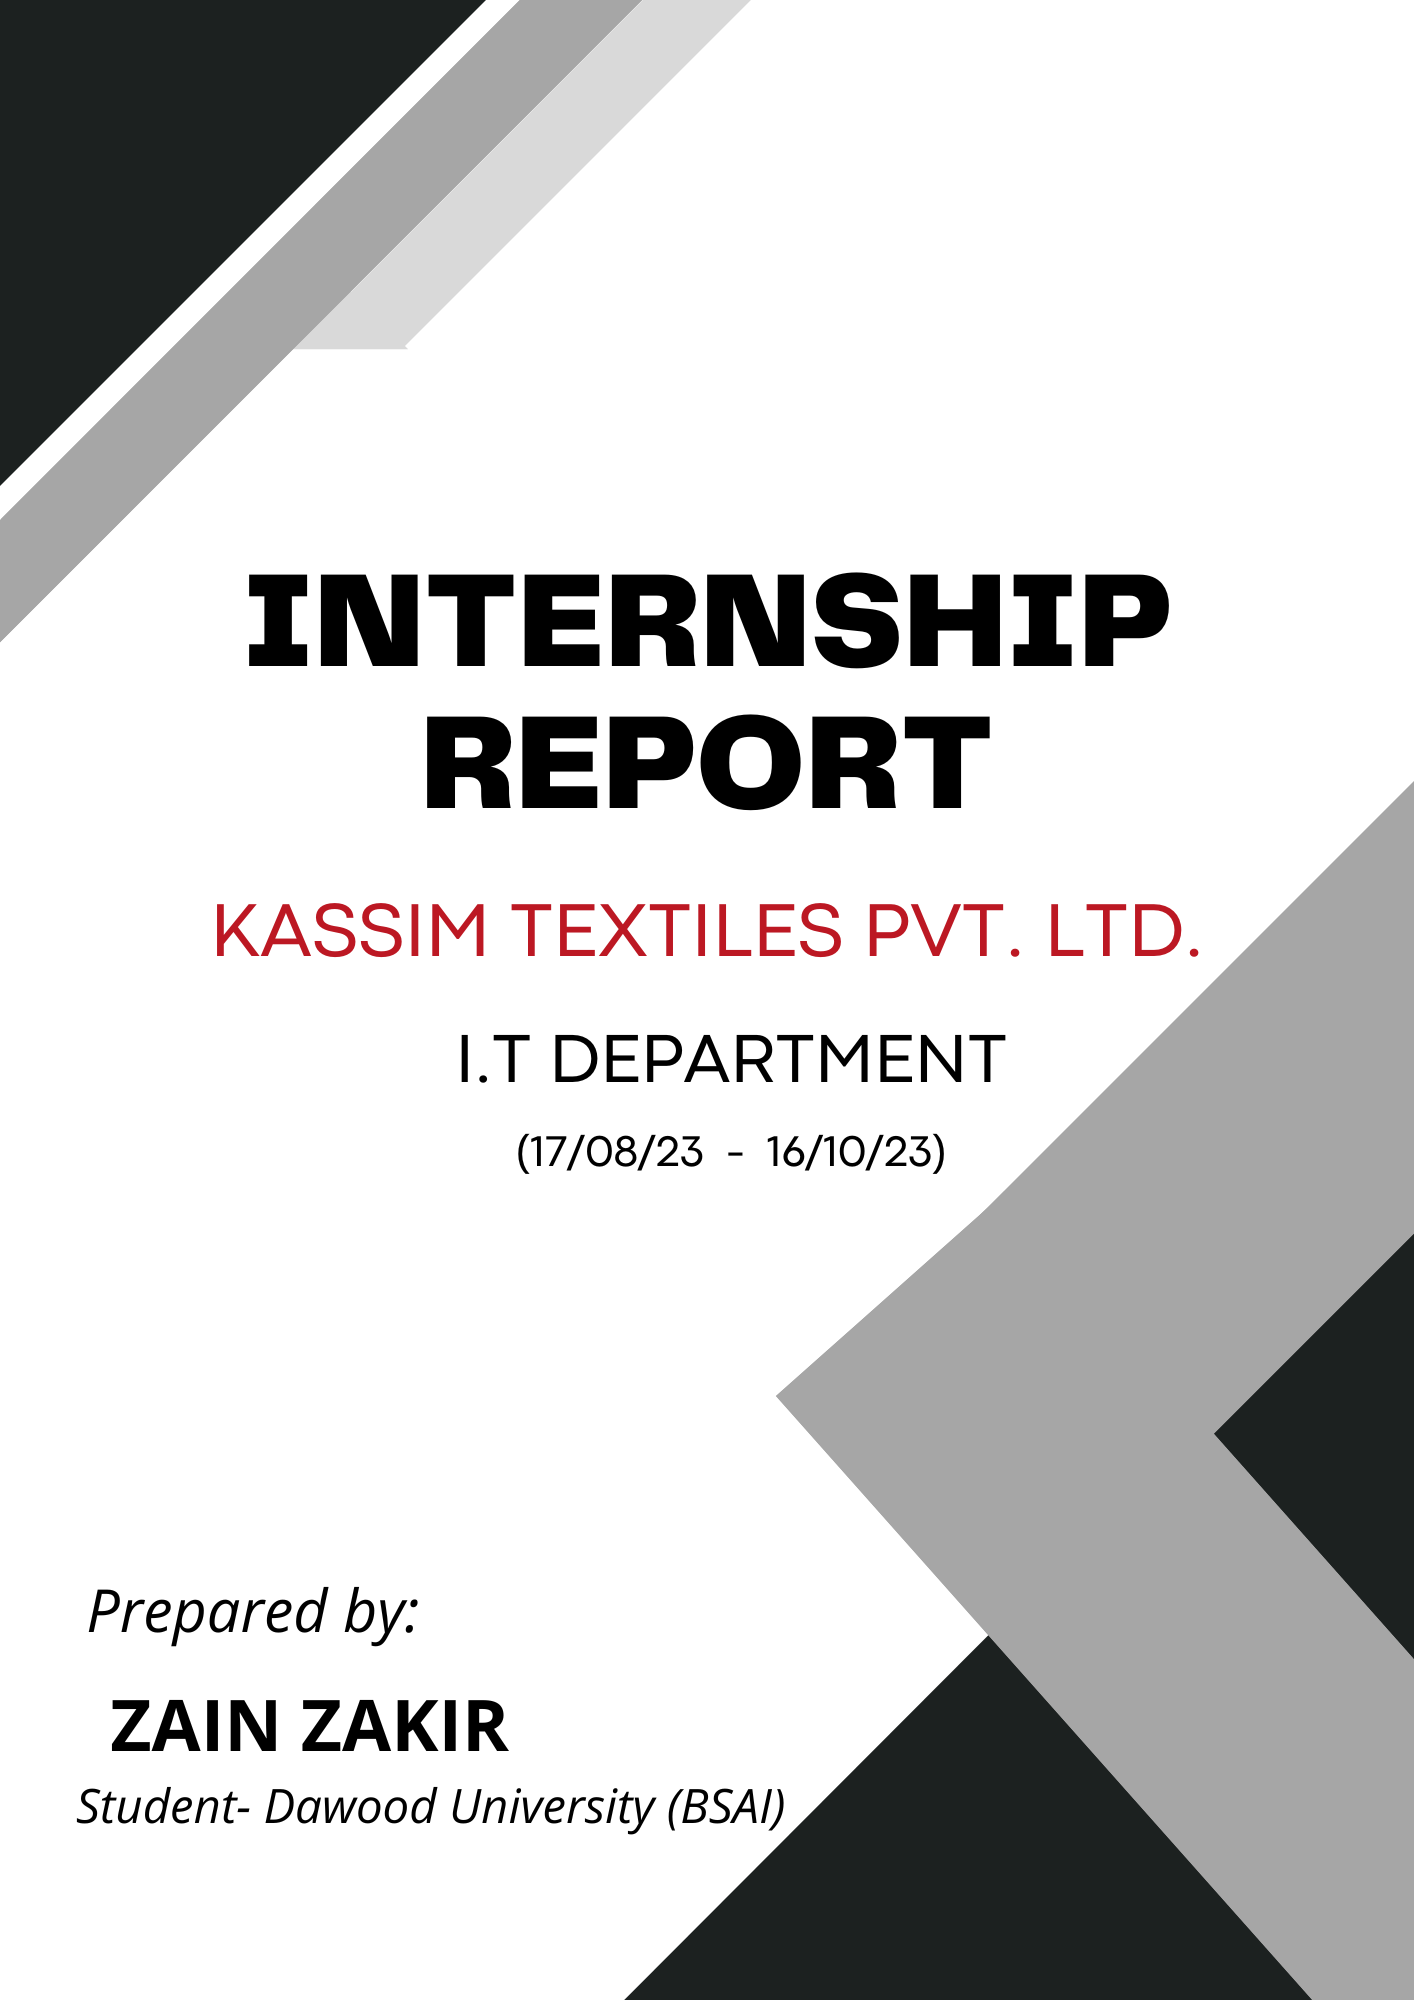 INTERNSHIP
REPORT
KASSIM TEXTILES PVT. LTD.
I.T DEPARTMENT
(17/08/23 - 16/10/23)
Prepared by:
ZAIN ZAKIR
Student- Dawood University (BSAI)